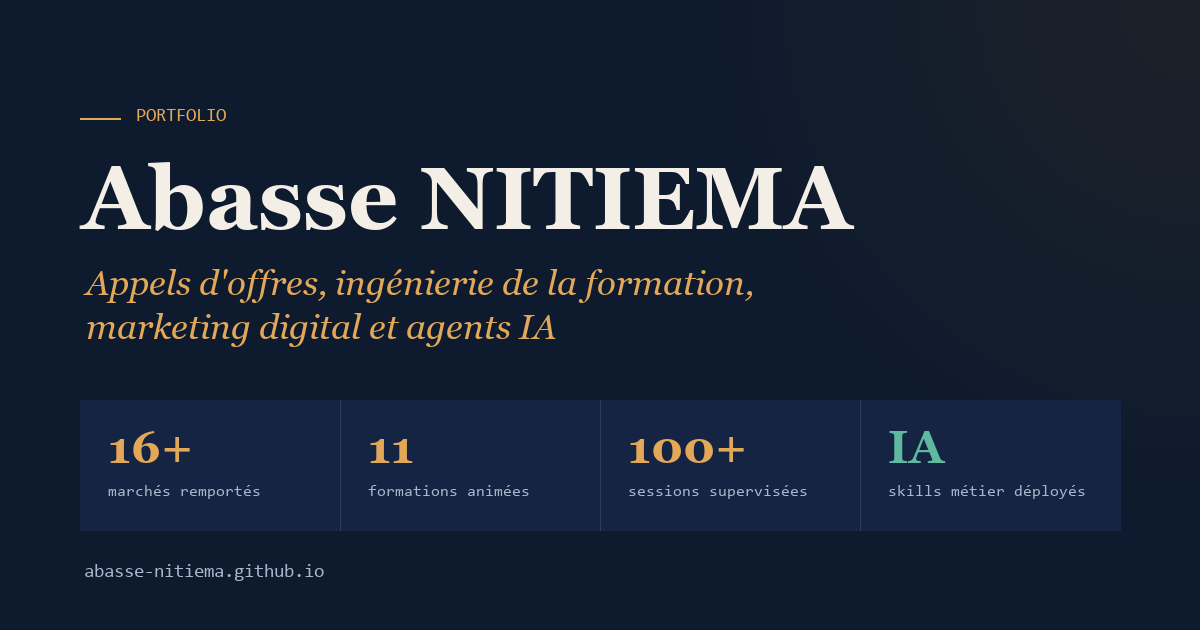 PORTFOLIO
Abasse NITIEMA
Appels d'offres, ingénierie de la formation,
marketing digital et agents IA
16+
marchés remportés
11
formations animées
100+
sessions supervisées
IA
skills métier déployés
abasse-nitiema.github.io